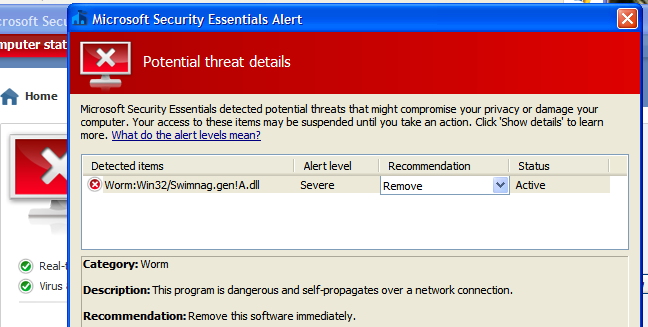 Microsoft Security Essentials Alert
Microsoft Secu
mputer stat
Potential threat details
Home
Microsoft Security Essentials detected potential threats that might compromise your privacy or damage your
computer. Your access to these items may be suspended until you take an action. Click 'Show details' to learn
more. What do the alert levels mean?
Detected items Alert level Recommendation Status
Worm:Win32/Swimnag.gen!A.dll Severe Remove Active
Real-t
Virus a
Category: Worm
Description: This program is dangerous and self-propagates over a network connection.
Recommendation: Remove this software immediately.